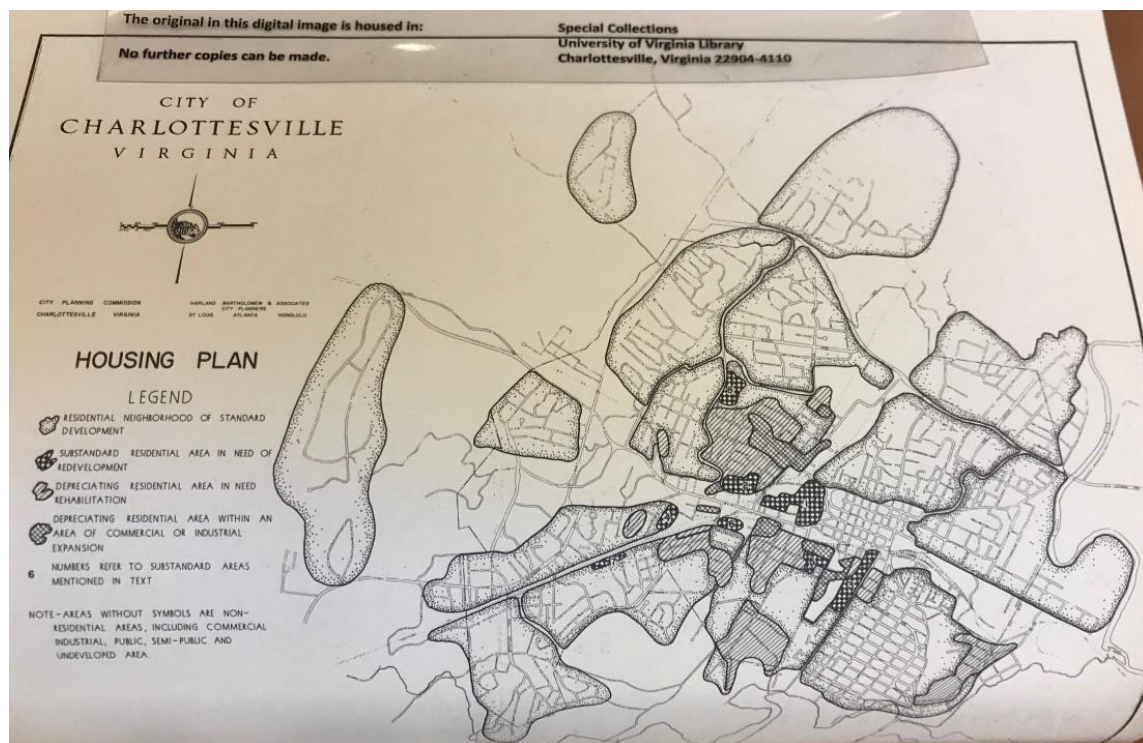 The original in this digital image is housed in:
No further copies can be made.
Special Collections
University of Virginia Library
Charlottesville, Virginia 22904-4110
CITY OF
CHARLOTTESVILLE
VIRGINIA
CITY PLANNING COMMISSION
CHARLOTTESVILLE VIRGINIA
HARLAND BARTHOLOMEW & ASSOCIATES
CITY PLANNERS
ST LOUIS ATLANTA HONOLULU
HOUSING PLAN
LEGEND
RESIDENTIAL NEIGHBORHOOD OF STANDARD
DEVELOPMENT
SUBSTANDARD RESIDENTIAL AREA IN NEED OF
REDEVELOPMENT
DEPRECIATING RESIDENTIAL AREA IN NEED
REHABILITATION
DEPRECIATING RESIDENTIAL AREA WITHIN AN
AREA OF COMMERCIAL OR INDUSTRIAL
EXPANSION
6 NUMBERS REFER TO SUBSTANDARD AREAS
MENTIONED IN TEXT
NOTE-AREAS WITHOUT SYMBOLS ARE NON-
RESIDENTIAL AREAS, INCLUDING COMMERCIAL
INDUSTRIAL, PUBLIC, SEMI-PUBLIC AND
UNDEVELOPED AREA.